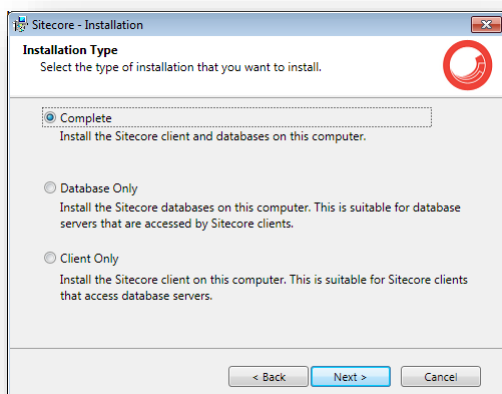 Sitecore - Installation
Installation Type
Select the type of installation that you want to install.
Complete
Install the Sitecore client and databases on this computer.
Database Only
Install the Sitecore databases on this computer. This is suitable for database
servers that are accessed by Sitecore clients.
Client Only
Install the Sitecore client on this computer. This is suitable for Sitecore clients
that access database servers.
< Back Next > Cancel